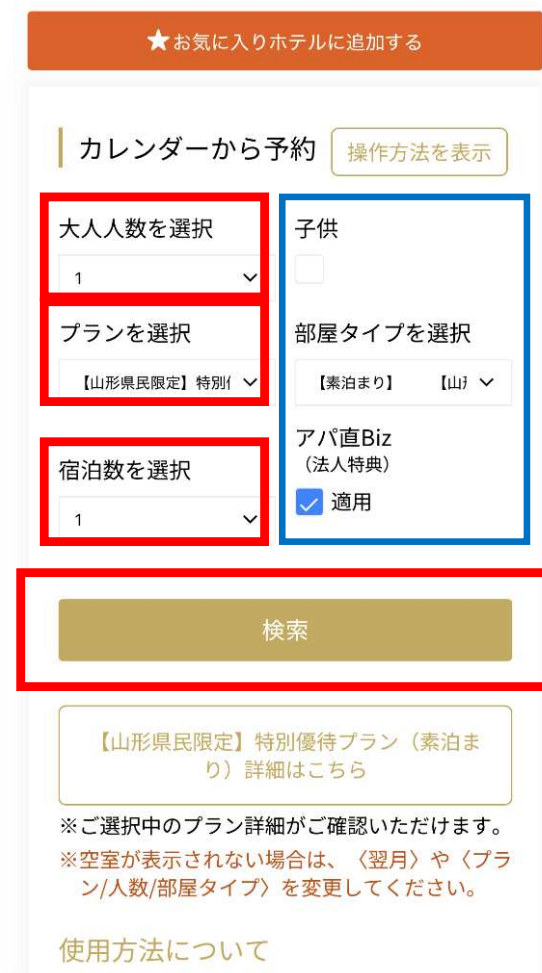 ★お気に入りホテルに追加する
カレンダーから予約
操作方法を表示
大人人数を選択
子供
1
プランを選択
部屋タイプを選択
【山形県民限定】特別
【素泊まり】 【山
アパ直Biz
（法人特典）
宿泊数を選択
適用
1
検索
【山形県民限定】特別優待プラン（素泊ま
り）詳細はこちら
※ご選択中のプラン詳細がご確認いただけます。
※空室が表示されない場合は、〈翌月〉や〈プラ
ン/人数/部屋タイプ〉を変更してください。
使用方法について